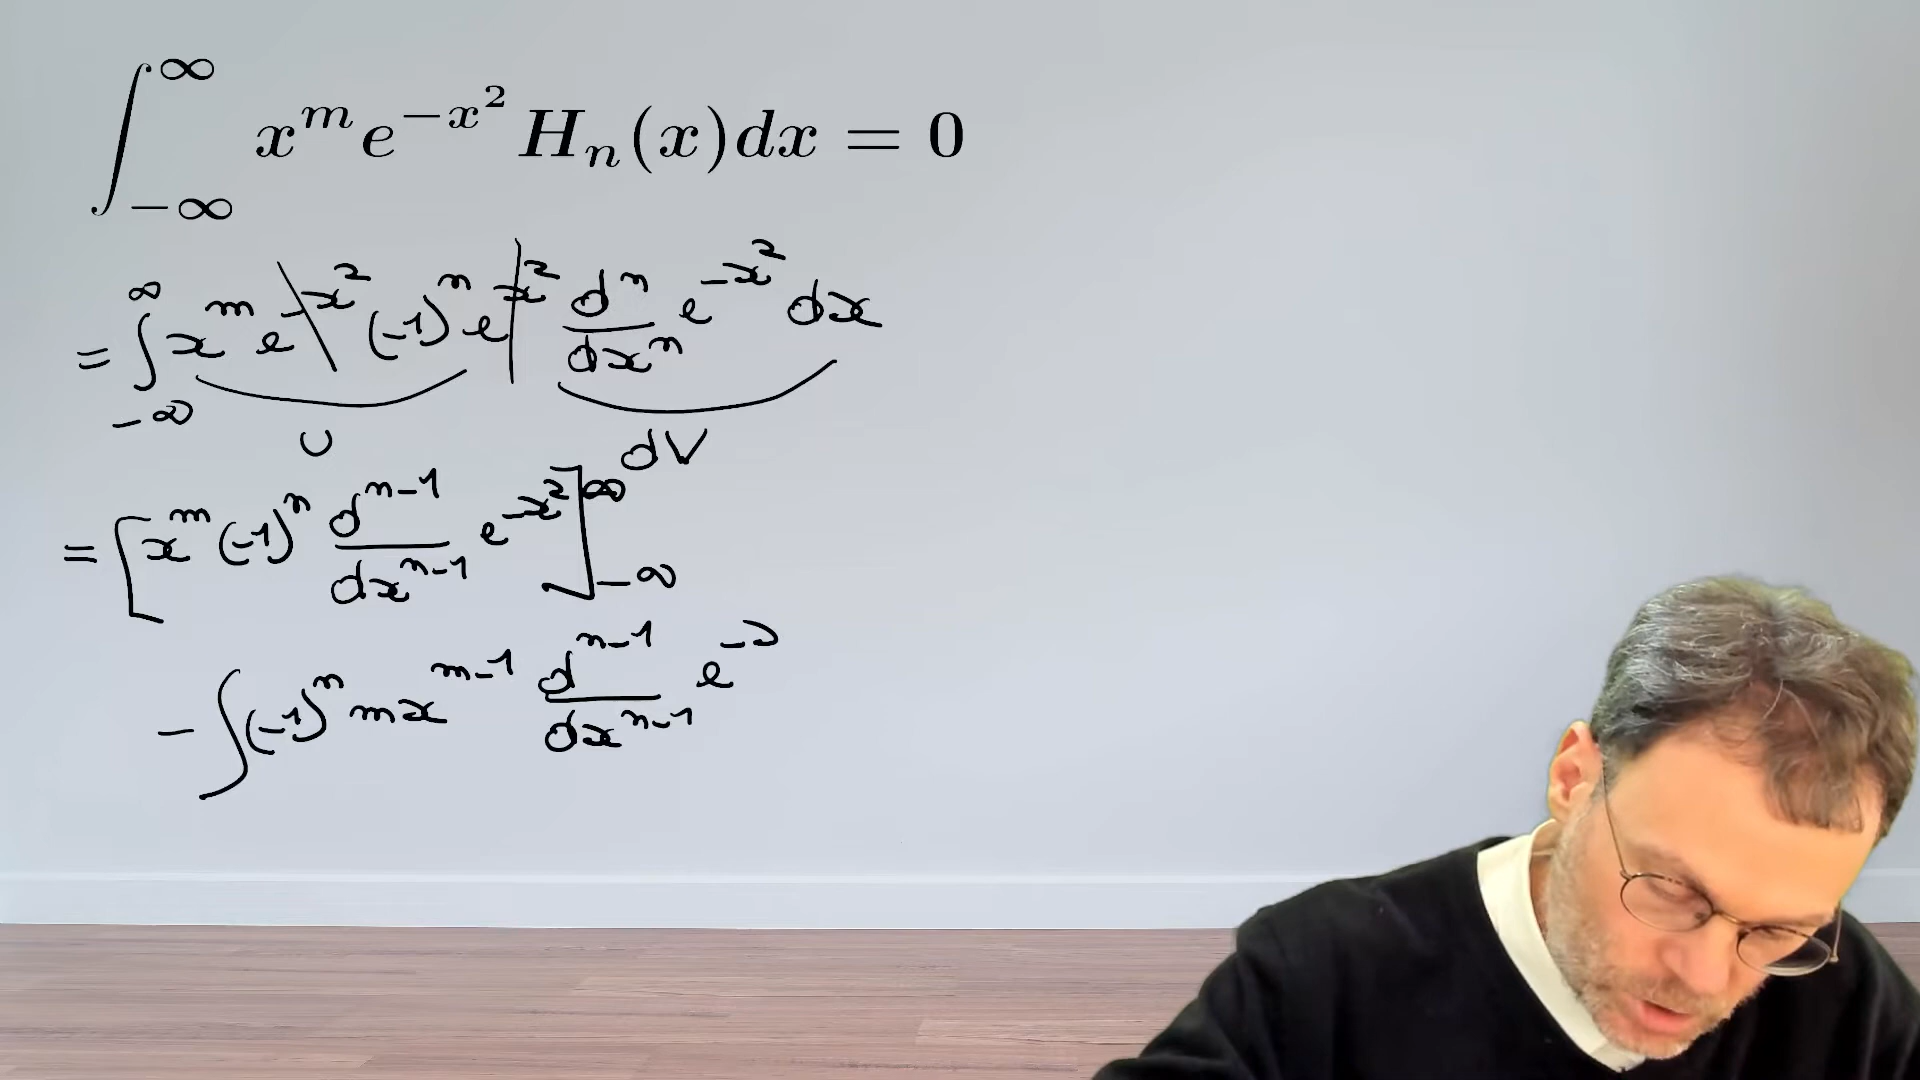 ∫_{-∞}^{∞} x^m e^{-x^2} H_n(x)dx = 0
= ∫_{-∞}^{∞} x^m e^{-x^2} (-1)^n e^{x^2} d^n/dx^n e^{-x^2} dx
U dV
= [x^m (-1)^n d^{n-1}/dx^{n-1} e^{-x^2}]_{-∞}^{∞}
- ∫(-1)^n m x^{m-1} d^{n-1}/dx^{n-1} e^-